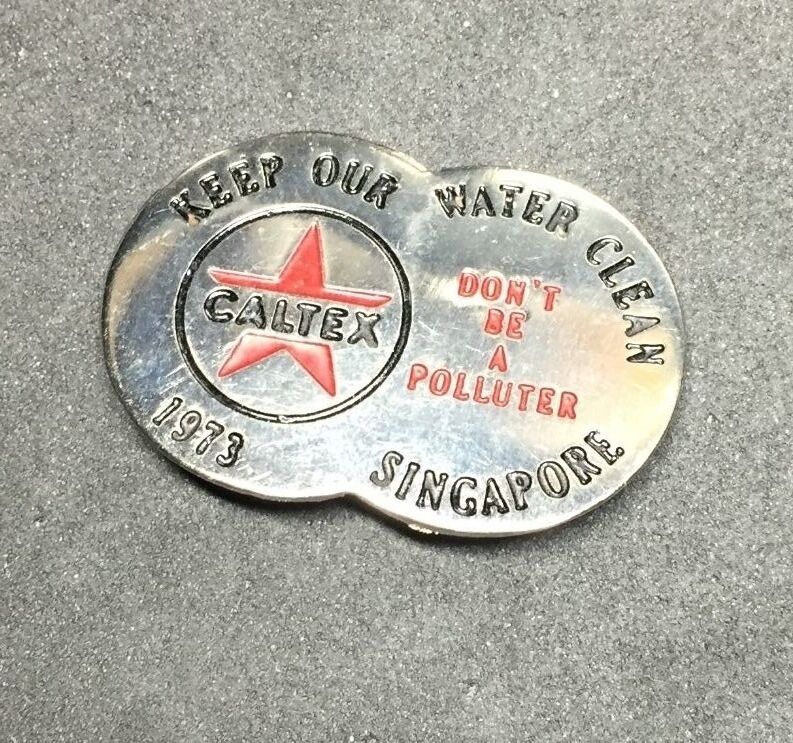 KEEP OUR WATER CLEAN
CALTEX
DON'T
BE
A
POLLUTER
1973
SINGAPORE